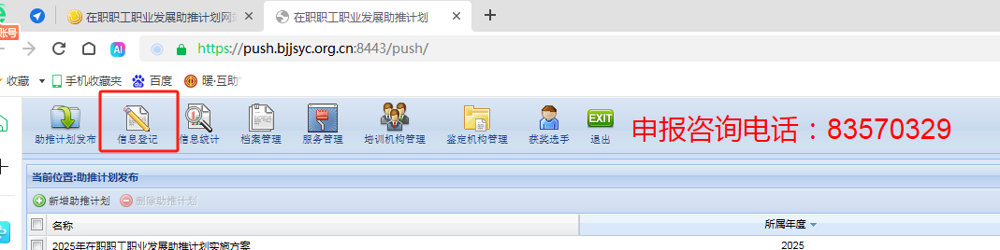 在职职工职业发展助推计划网
在职职工职业发展助推计划
账号
AI
https://push.bjjsyc.org.cn:8443/push/
收藏
手机收藏夹
百度
暖·互助
助推计划发布
信息登记
信息统计
档案管理
服务管理
培训机构管理
鉴定机构管理
获奖选手
EXIT
退出
申报咨询电话：83570329
当前位置:助推计划发布
新增助推计划
删除助推计划
名称
所属年度
2025年在职职工职业发展助推计划实施方案
2025